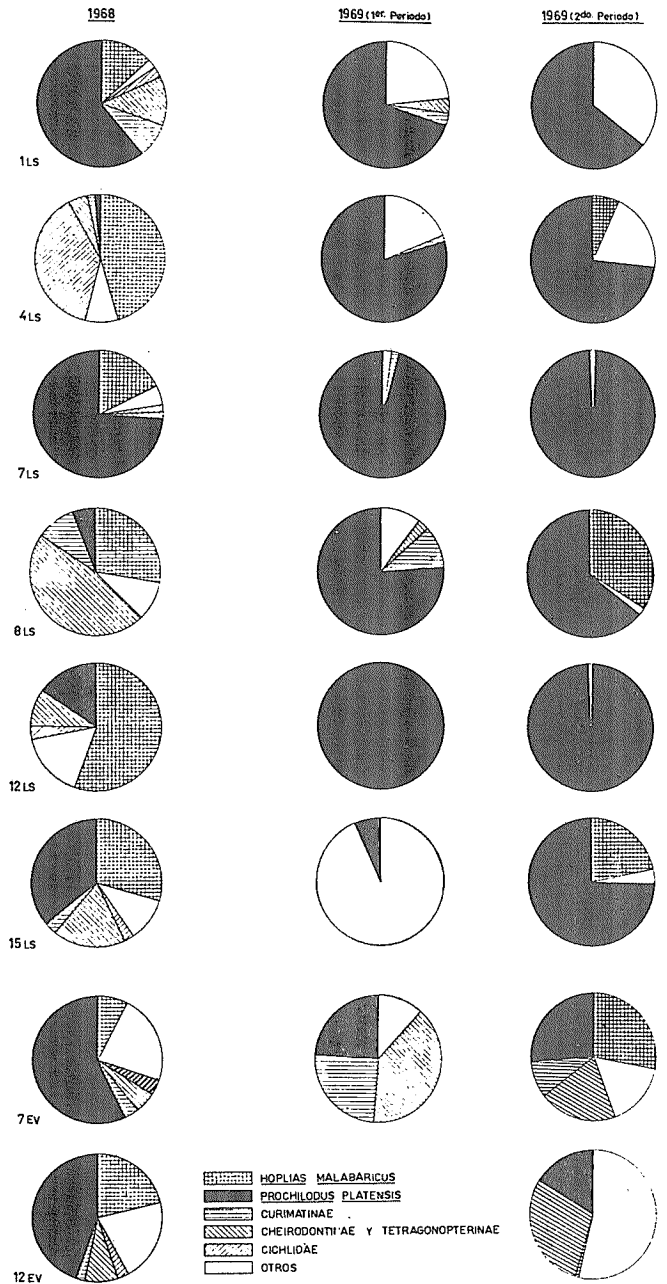 1968 1969 (1er. Periodo) 1969 (2do. Periodo)
1 LS
4 LS
7 LS
8 LS
12 LS
15 LS
7 EV
12 EV
HOPLIAS MALABARICUS
PROCHILODUS PLATENSIS
CURIMATINAE
CHEIRODONTINAE Y TETRAGONOPTERINAE
CICHLIDAE
OTROS